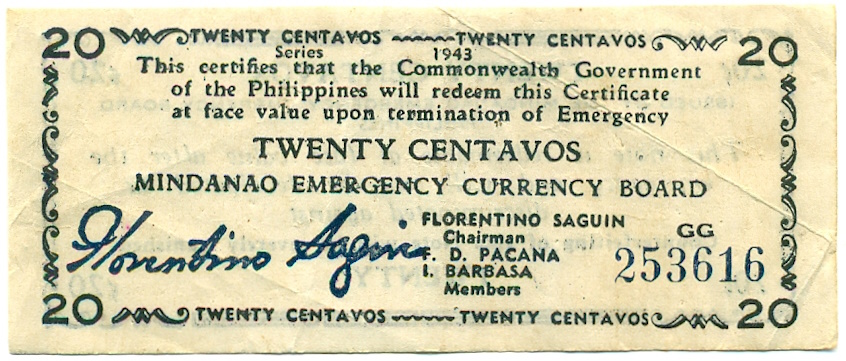 20 TWENTY CENTAVOS TWENTY CENTAVOS 20
Series 1943
This certifies that the Commonwealth Government
of the Philippines will redeem this Certificate
at face value upon termination of Emergency
TWENTY CENTAVOS
MINDANAO EMERGENCY CURRENCY BOARD
Florentino Saguin
FLORENTINO SAGUIN
Chairman
F. D. PACANA
I. BARBASA
Members
GG
253616
20 TWENTY CENTAVOS TWENTY CENTAVOS 20